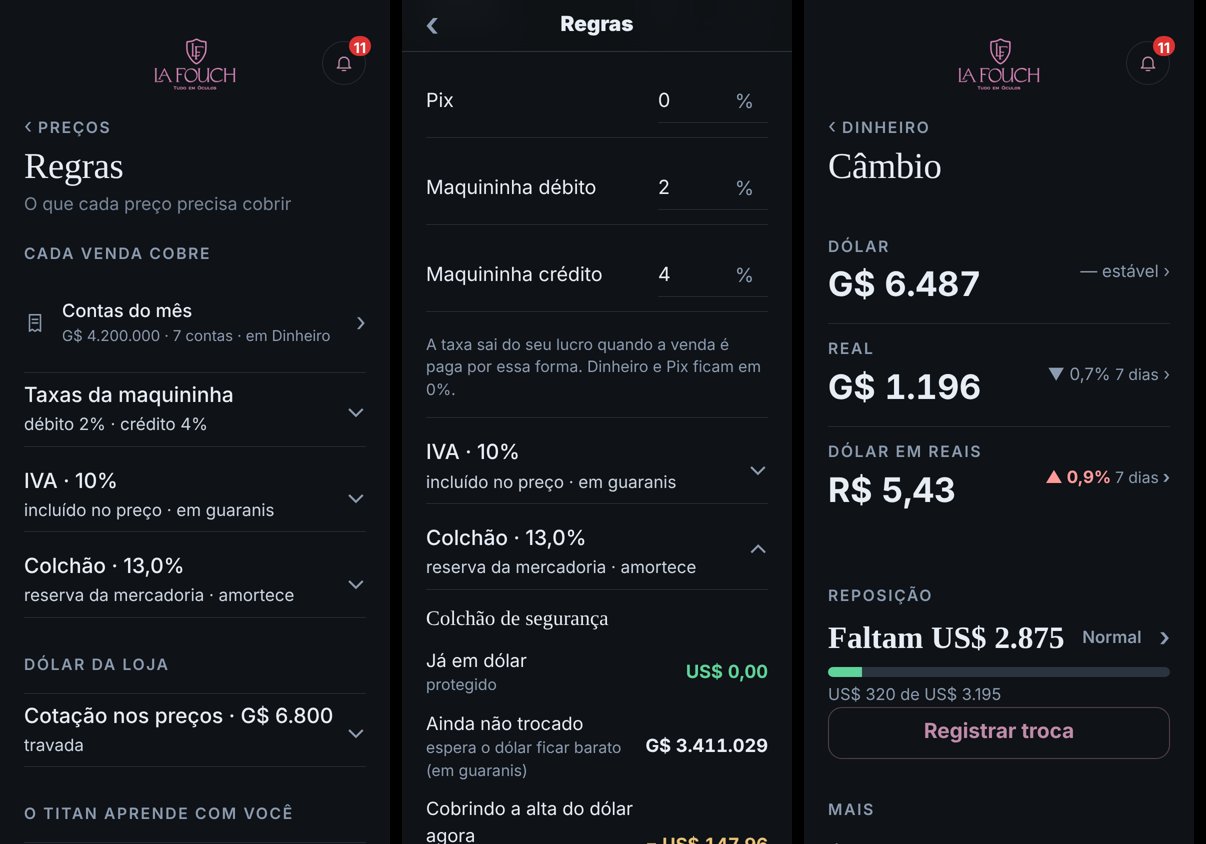 LF
LA FOUCH
TUDO EM ÓCULOS
11
‹ PREÇOS
Regras
O que cada preço precisa cobrir
CADA VENDA COBRE
Contas do mês
G$ 4.200.000 · 7 contas · em Dinheiro
Taxas da maquininha
débito 2% · crédito 4%
IVA · 10%
incluído no preço · em guaranis
Colchão · 13,0%
reserva da mercadoria · amortece
DÓLAR DA LOJA
Cotação nos preços · G$ 6.800
travada
O TITAN APRENDE COM VOCÊ
Regras
Pix 0 %
Maquininha débito 2 %
Maquininha crédito 4 %
A taxa sai do seu lucro quando a venda é
paga por essa forma. Dinheiro e Pix ficam em
0%.
IVA · 10%
incluído no preço · em guaranis
Colchão · 13,0%
reserva da mercadoria · amortece
Colchão de segurança
Já em dólar
protegido
US$ 0,00
Ainda não trocado
espera o dólar ficar barato
(em guaranis)
G$ 3.411.029
Cobrindo a alta do dólar
agora
− US$ 147,96
LF
LA FOUCH
TUDO EM ÓCULOS
11
‹ DINHEIRO
Câmbio
DÓLAR
G$ 6.487
— estável ›
REAL
G$ 1.196
▼ 0,7% 7 dias ›
DÓLAR EM REAIS
R$ 5,43
▲ 0,9% 7 dias ›
REPOSIÇÃO
Faltam US$ 2.875 Normal ›
US$ 320 de US$ 3.195
Registrar troca
MAIS